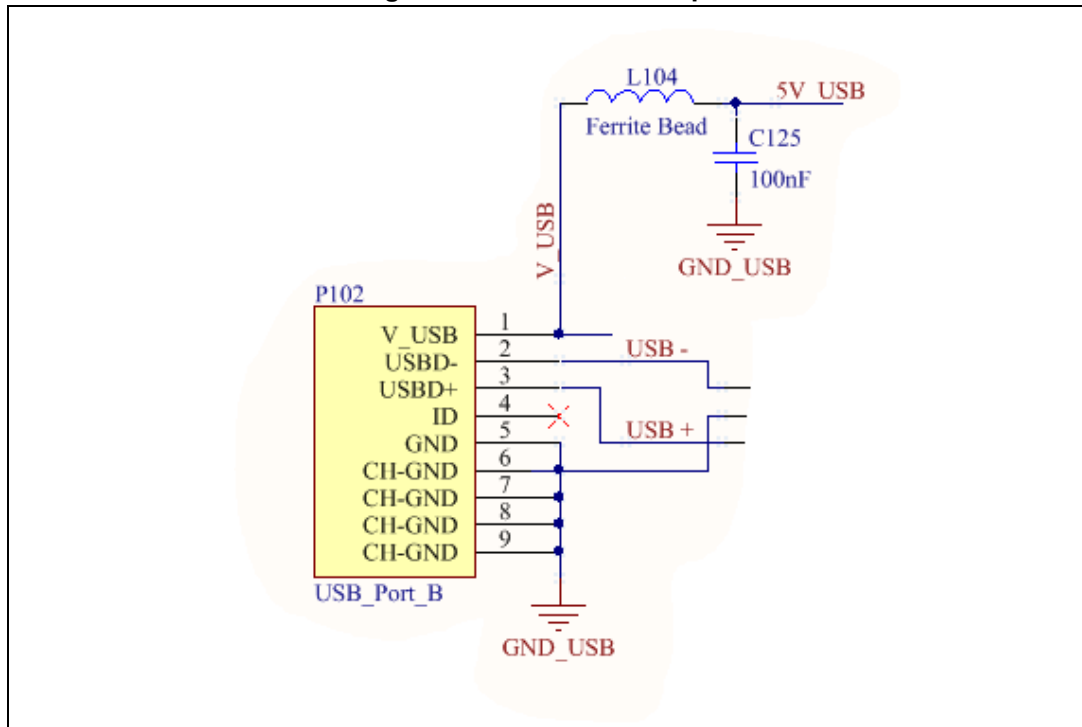 L104
5V_USB
Ferrite Bead
C125
100nF
V_USB
GND_USB
P102
V_USB 1
USBD- 2
USBD+ 3
ID 4
GND 5
CH-GND 6
CH-GND 7
CH-GND 8
CH-GND 9
USB -
USB +
USB_Port_B
GND_USB